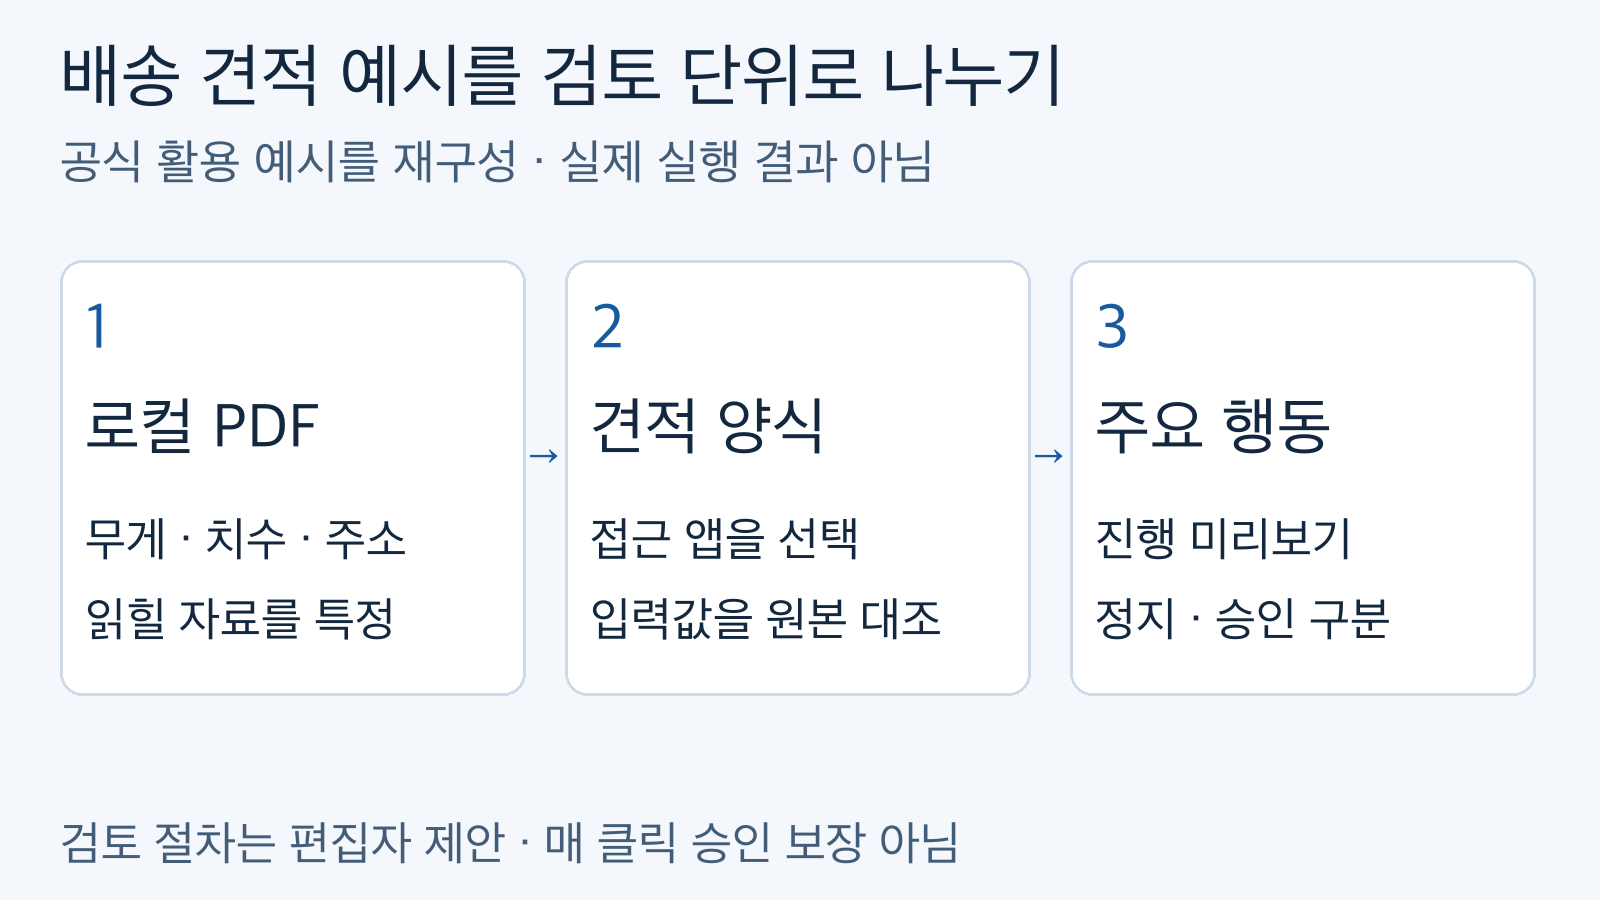 배송 견적 예시를 검토 단위로 나누기
공식 활용 예시를 재구성 · 실제 실행 결과 아님
1
로컬 PDF
무게 · 치수 · 주소
읽힐 자료를 특정
→
2
견적 양식
접근 앱을 선택
입력값을 원본 대조
→
3
주요 행동
진행 미리보기
정지 · 승인 구분
검토 절차는 편집자 제안 · 매 클릭 승인 보장 아님